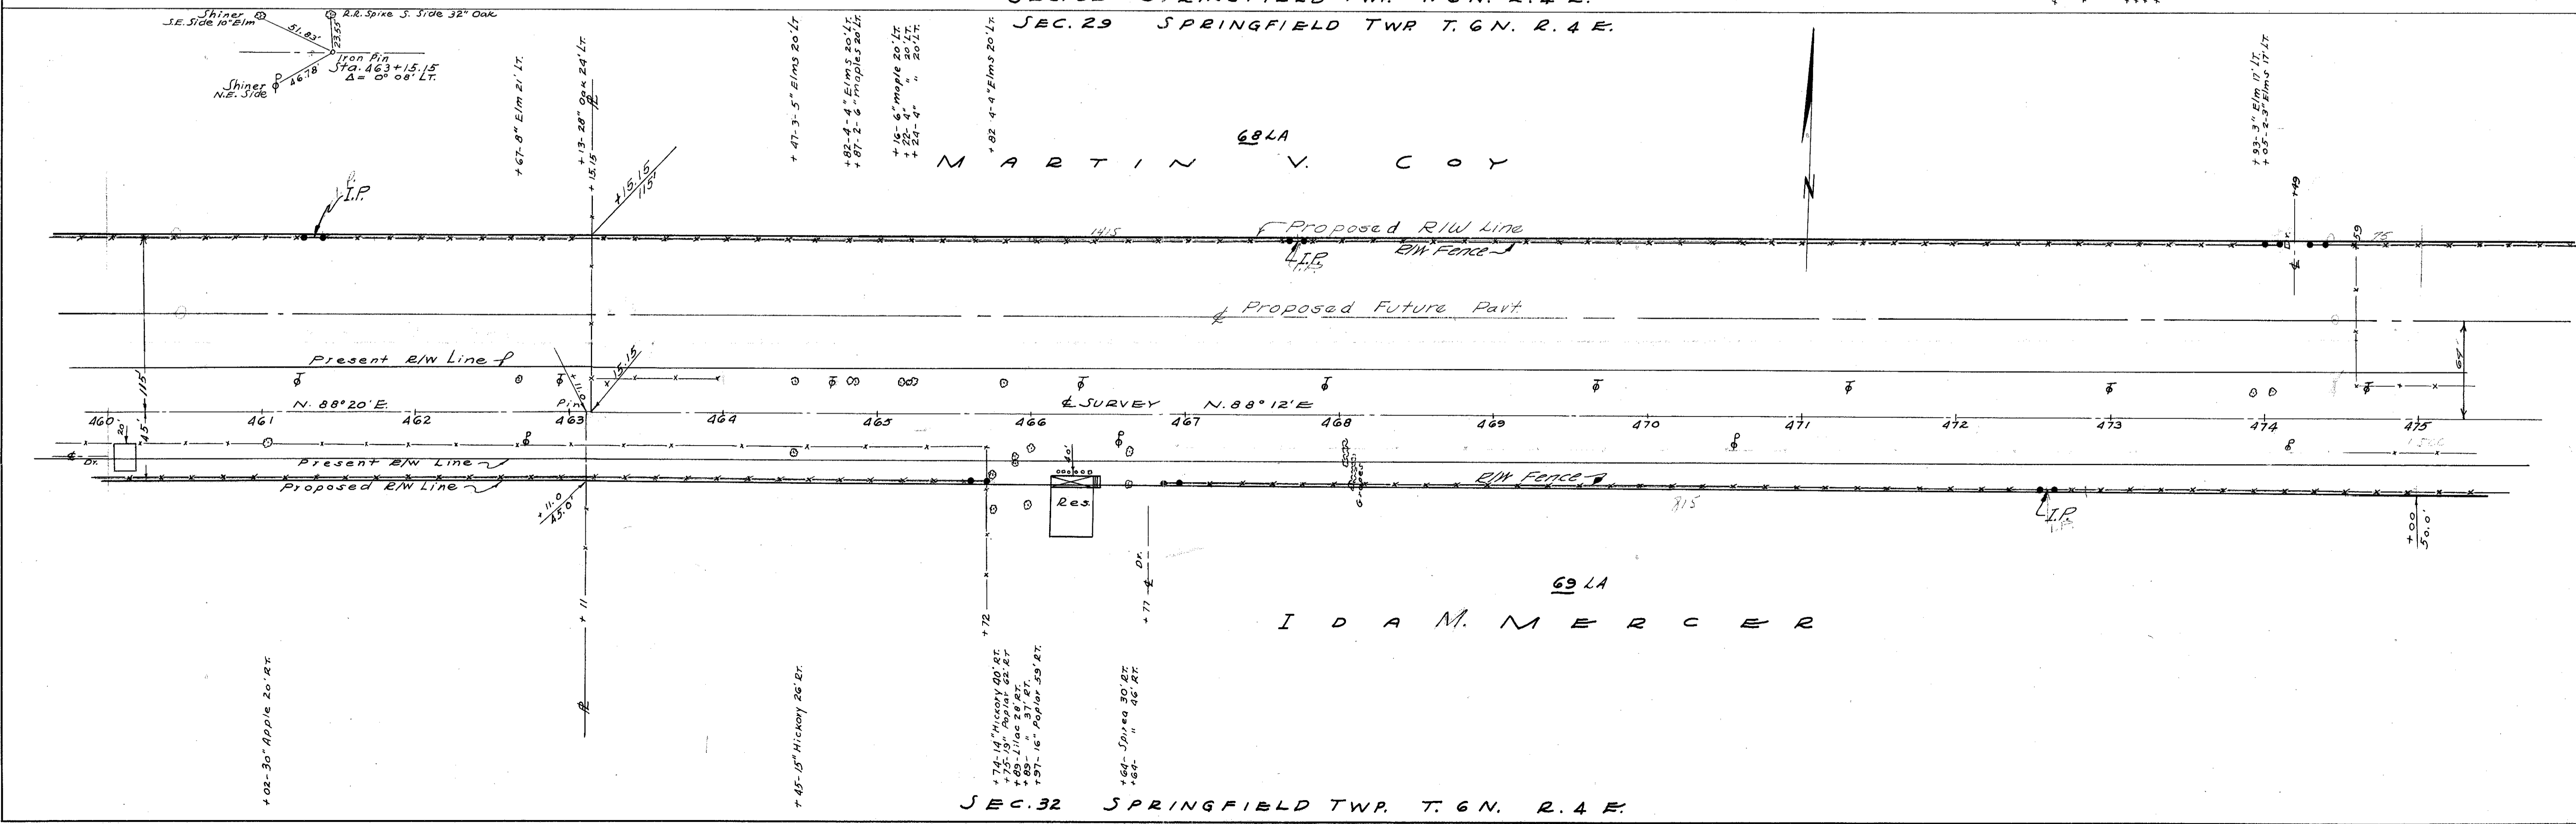 SEC. 29 SPRINGFIELD TWP. T. 6 N. R. 4 E.
Shiner
S.E. Side 10" Elm
R.R. Spike S. Side 32" Oak
51.83'
23.55'
Iron Pin
Sta. 463+15.15
Δ = 0° 08' LT.
46.78'
Shiner
N.E. Side
+67-8" Elm 21' LT.
+13-28" Oak 24' LT.
+15.15
+47-3-5" Elms 20' LT.
+82-4-4" Elms 20' LT.
+87-2-6" Maples 20' LT.
+16-6" Maple 20' LT.
+22-4" " 20' LT.
+24-4" " 20' LT.
+82-4-4" Elms 20' LT.
+93-3" Elm 17' LT.
+05-2-3" Elms 17' LT.
68 LA
MARTIN V. COY
N
I.P.
+15.15
115'
1415
Proposed R/W Line
R/W Fence
I.P.
+49
Dr.
+59
75
℄ Proposed Future Pav't.
Present R/W Line
115'
+11.0
+15.15
64'
N. 88° 20' E.
Pin
℄ SURVEY N. 88° 12' E
460 461 462 463 464 465 466 467 468 469 470 471 472 473 474 475
20'
45'
℄ Dr.
Present R/W Line
Proposed R/W Line
+11.0
45.0'
40'
Res.
Grapes
R/W Fence
815
I.P.
+00
50.0'
+11
+72
+77 ℄ Dr.
69 LA
IDA M. MERCER
+02-30" Apple 20' RT.
+45-15" Hickory 26' RT.
+74-14" Hickory 40' RT.
+75-19" Poplar 62' RT.
+89-Lilac 28' RT.
+89- " 37' RT.
+97-16" Poplar 59' RT.
+64- Spirea 30' RT.
+64- " 46' RT.
SEC. 32 SPRINGFIELD TWP. T. 6 N. R. 4 E.